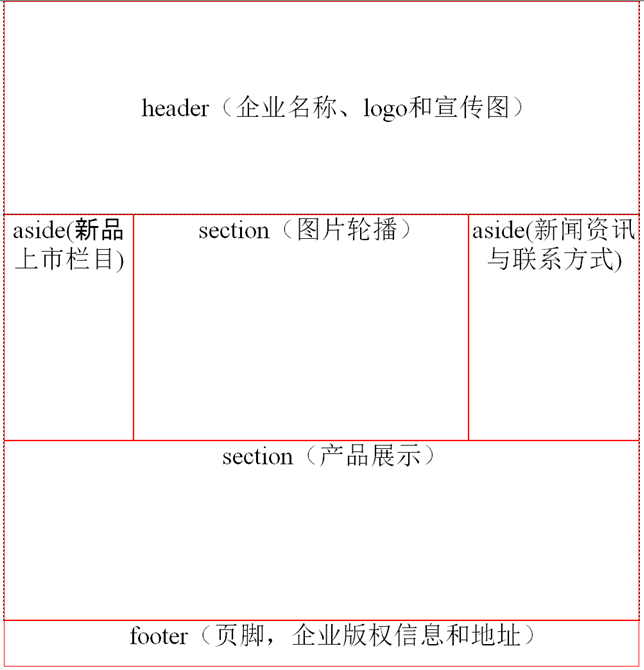 header（企业名称、logo和宣传图）
aside(新品
上市栏目)
section（图片轮播）
aside(新闻资讯
与联系方式)
section（产品展示）
footer（页脚，企业版权信息和地址）